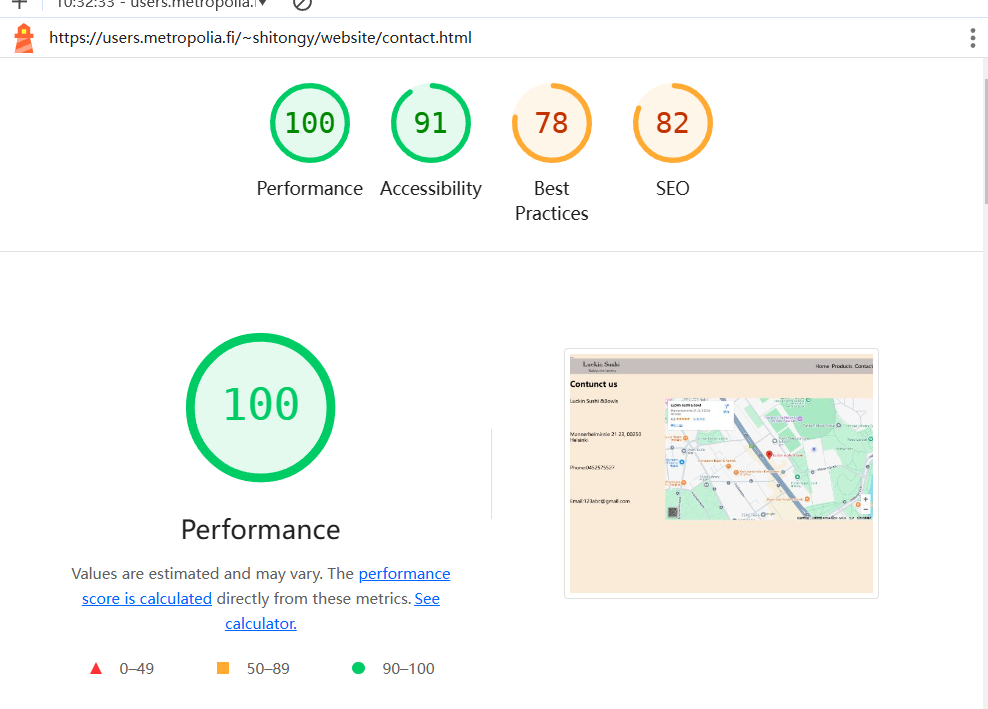 10:32:33 - users.metropolia.
https://users.metropolia.fi/~shitongy/website/contact.html
100
91
78
82
Performance
Accessibility
Best
Practices
SEO
100
Performance
Values are estimated and may vary. The performance
score is calculated directly from these metrics. See
calculator.
0–49
50–89
90–100
Luckin Sushi
Home Products Contact
Contunct us
Luckin Sushi &Bowls
Mannerheiminkie 21 23, 00250
Helsinki
Phone:0452575527
Email:123abc@gmail.com